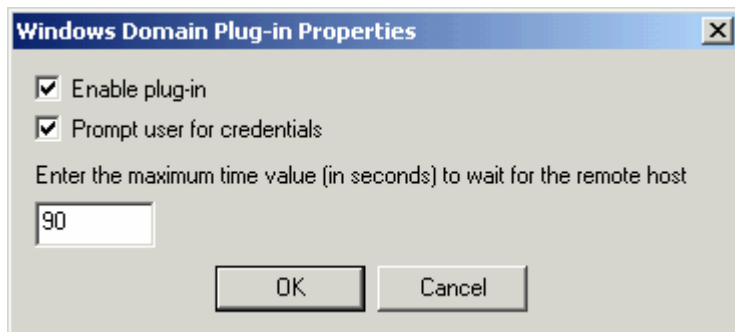 Windows Domain Plug-in Properties
Enable plug-in
Prompt user for credentials
Enter the maximum time value (in seconds) to wait for the remote host
90
OK Cancel